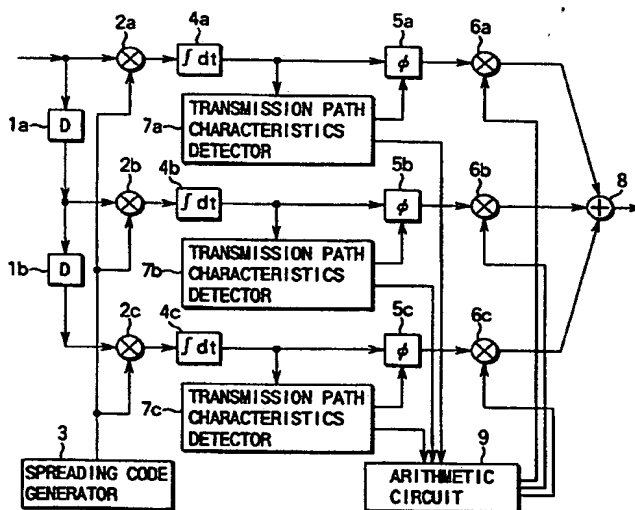 2a 4a 5a 6a
∫dt ϕ
1a D 7a TRANSMISSION PATH
CHARACTERISTICS
DETECTOR
2b 4b 5b 6b 8
∫dt ϕ
1b D 7b TRANSMISSION PATH
CHARACTERISTICS
DETECTOR
2c 4c 5c 6c
∫dt ϕ
7c TRANSMISSION PATH
CHARACTERISTICS
DETECTOR
3 9
SPREADING CODE
GENERATOR
ARITHMETIC
CIRCUIT